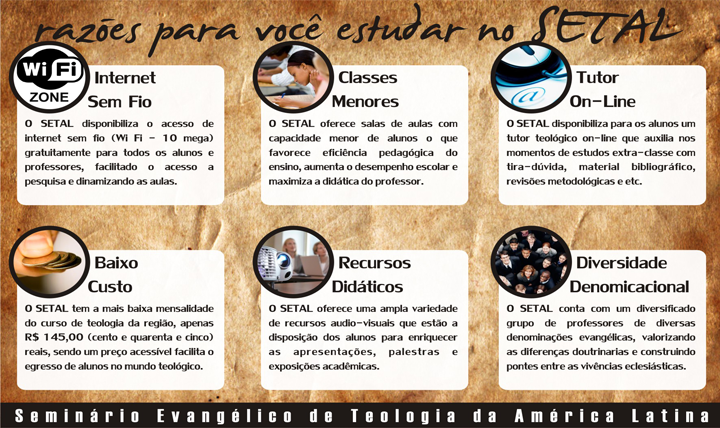 razões para você estudar no SETAL
Wi Fi
ZONE
Internet
Sem Fio
O SETAL disponibiliza o acesso de
internet sem fio (Wi Fi - 10 mega)
gratuitamente para todos os alunos e
professores, facilitado o acesso a
pesquisa e dinamizando as aulas.
Classes
Menores
O SETAL oferece salas de aulas com
capacidade menor de alunos o que
favorece eficiência pedagógica do
ensino, aumenta o desempenho escolar e
maximiza a didática do professor.
@
Tutor
On-Line
O SETAL disponibiliza para os alunos um
tutor teológico on-line que auxilia nos
momentos de estudos extra-classe com
tira-dúvida, material bibliográfico,
revisões metodológicas e etc.
Baixo
Custo
O SETAL tem a mais baixa mensalidade
do curso de teologia da região, apenas
R$ 145,00 (cento e quarenta e cinco)
reais, sendo um preço acessível facilita o
egresso de alunos no mundo teológico.
Recursos
Didáticos
O SETAL oferece uma ampla variedade
de recursos audio-visuais que estão a
disposição dos alunos para enriquecer
as apresentações, palestras e
exposições acadêmicas.
Diversidade
Denomicacional
O SETAL conta com um diversificado
grupo de professores de diversas
denominações evangélicas, valorizando
as diferenças doutrinarias e construindo
pontes entre as vivências eclesiásticas.
Seminário Evangélico de Teologia da América Latina